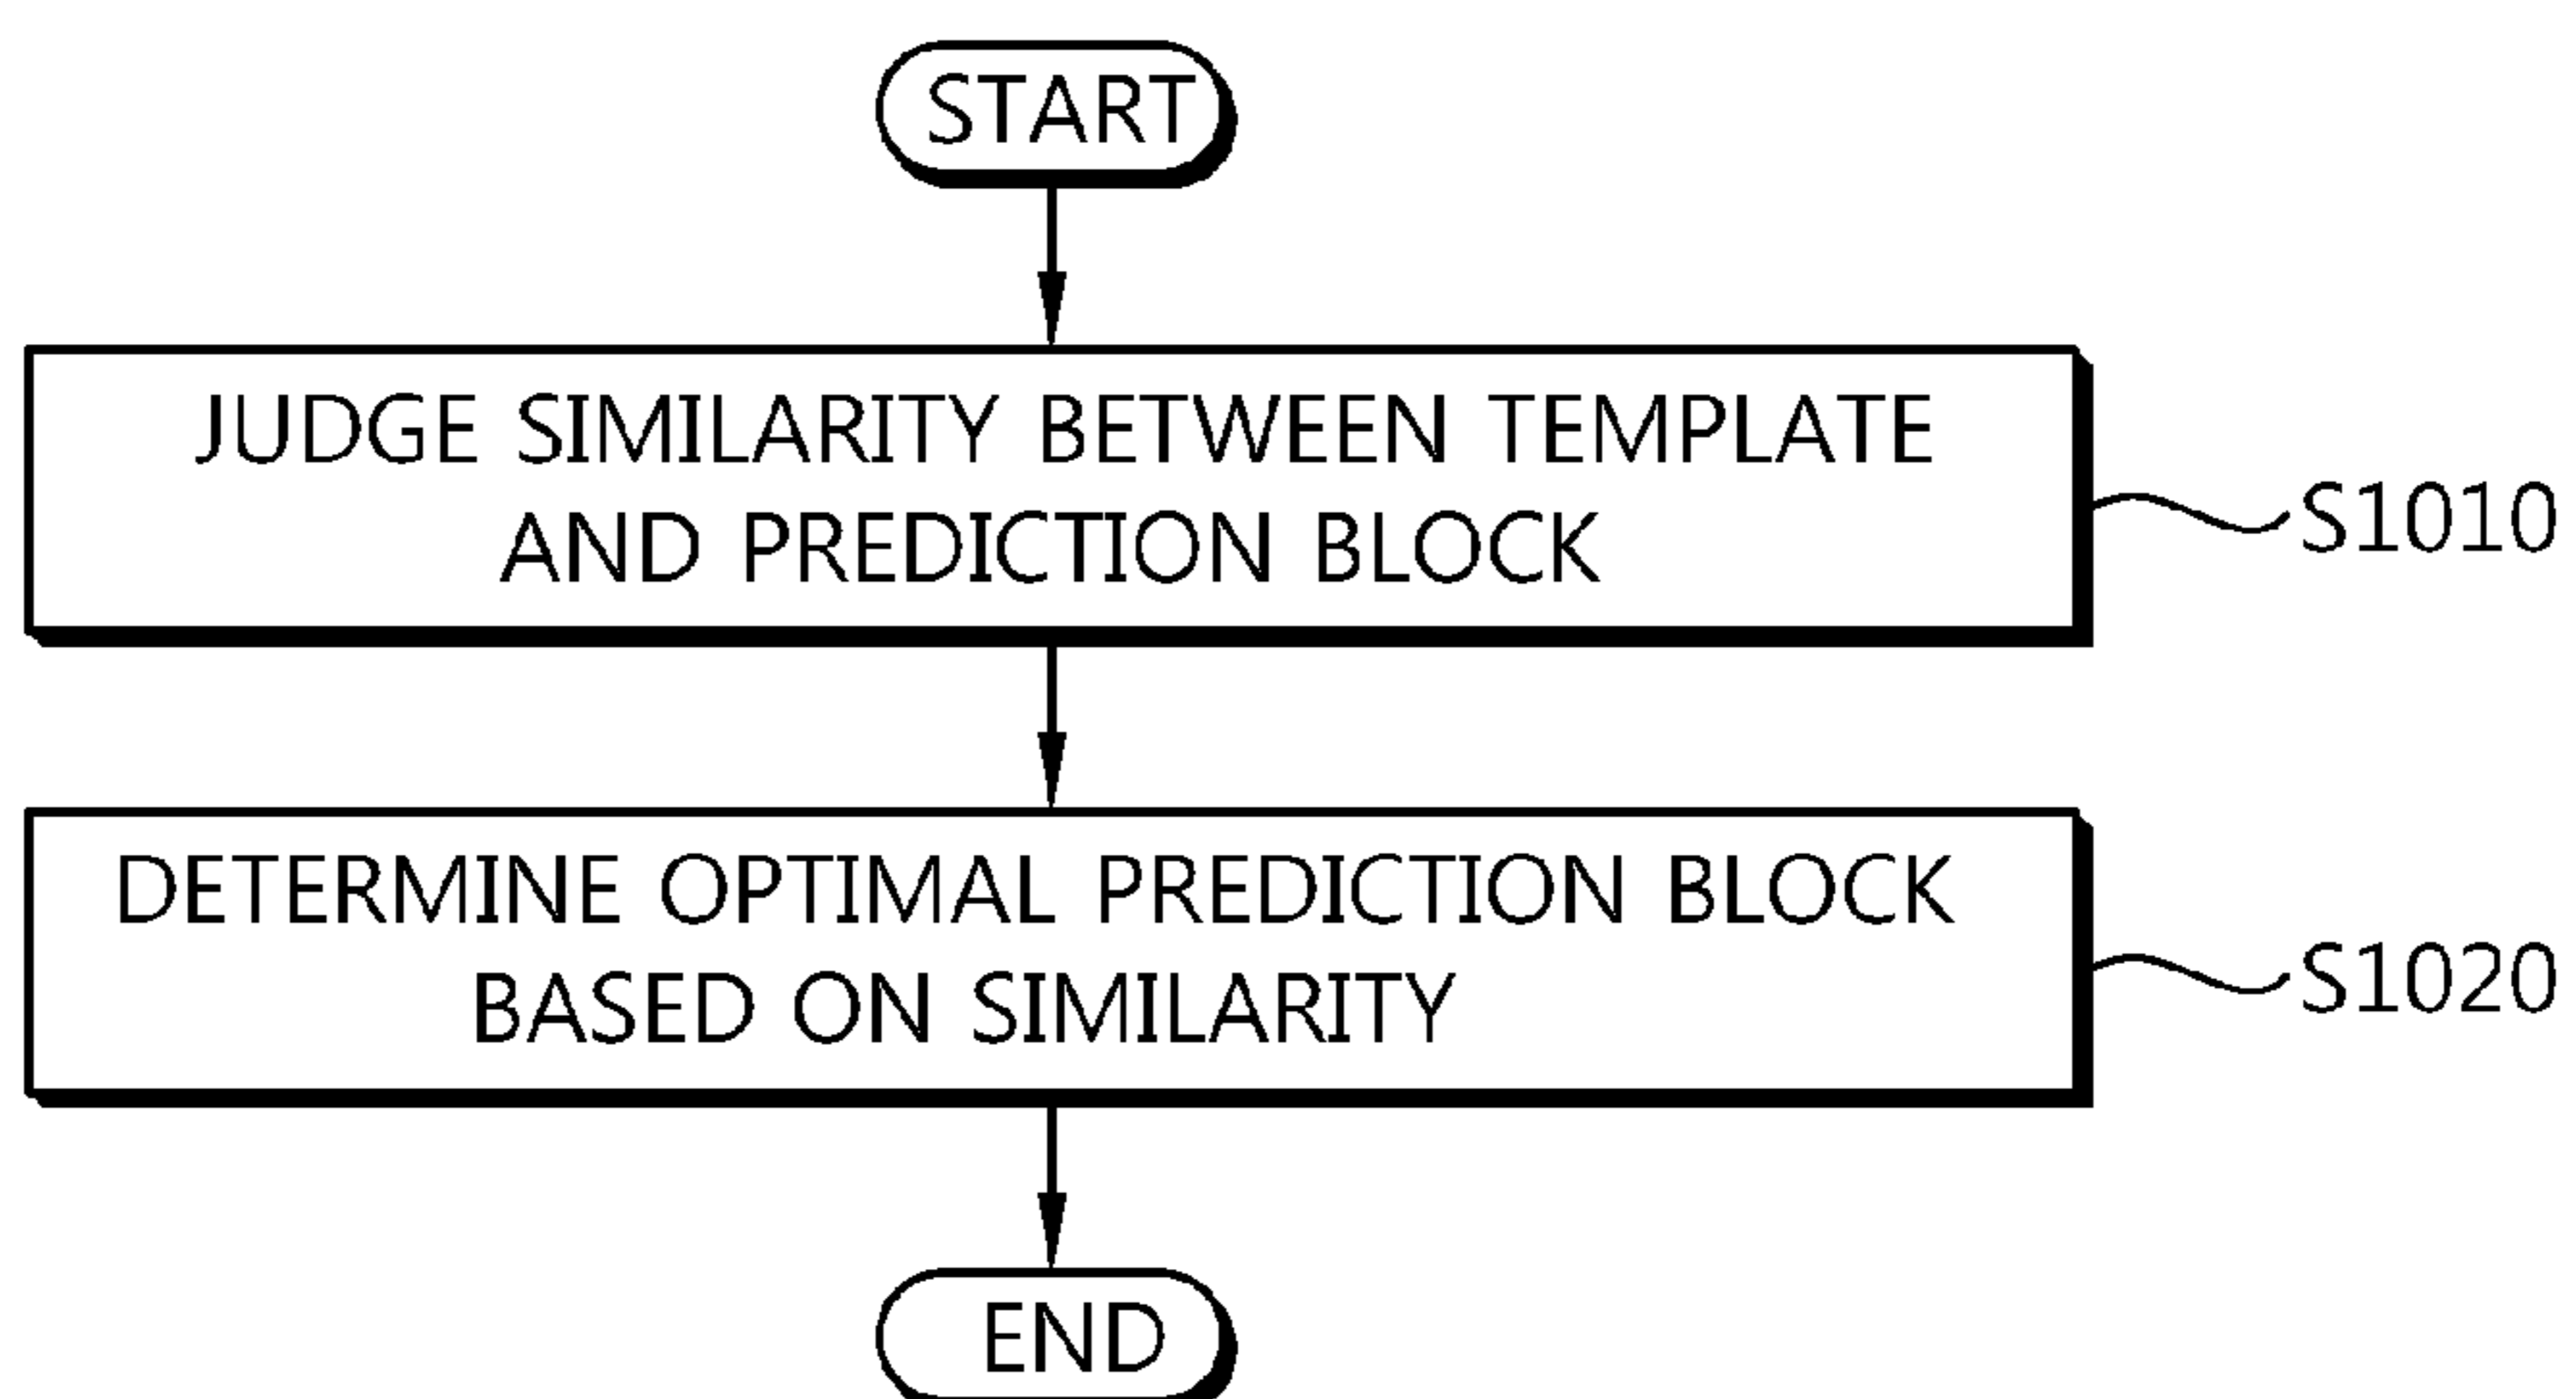 START
JUDGE SIMILARITY BETWEEN TEMPLATE
AND PREDICTION BLOCK
S1010
DETERMINE OPTIMAL PREDICTION BLOCK
BASED ON SIMILARITY
S1020
END